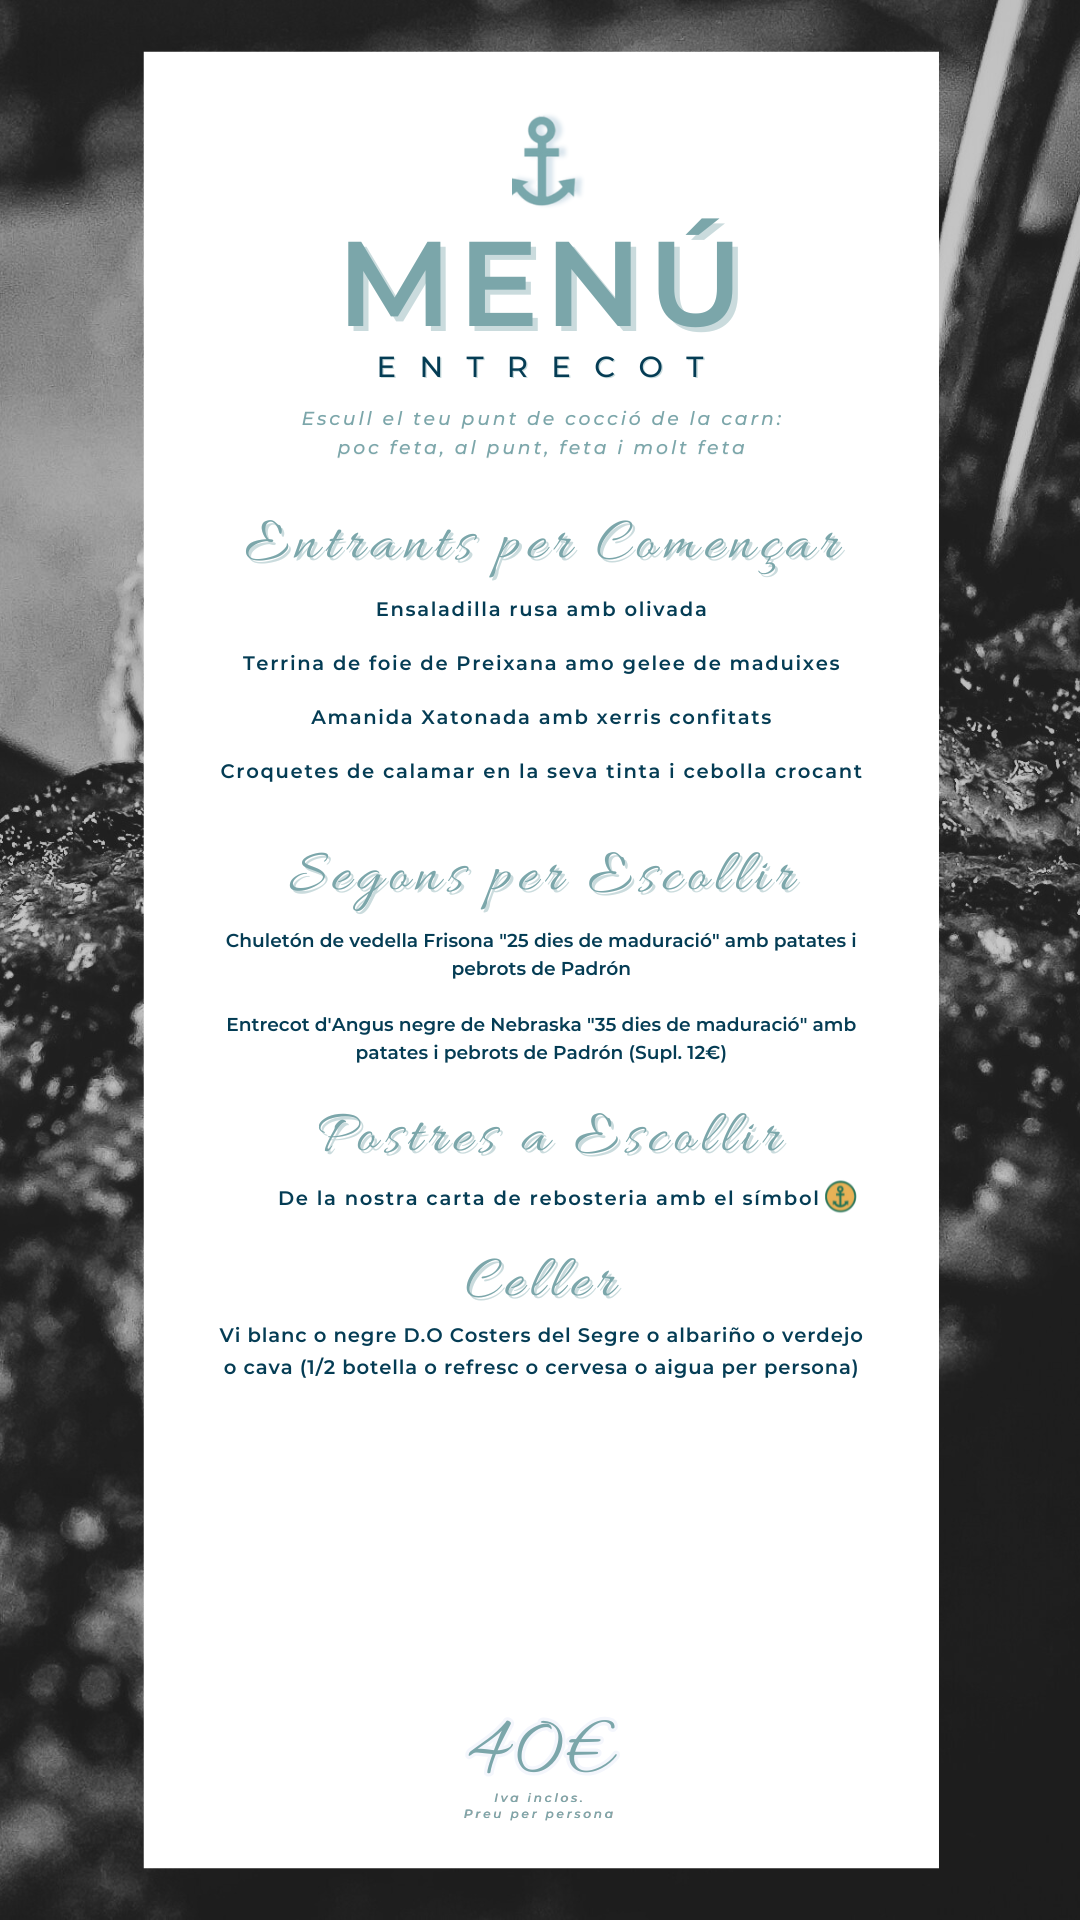 MENÚ
ENTRECOT
Escull el teu punt de cocció de la carn:
poc feta, al punt, feta i molt feta
Entrants per Començar
Ensaladilla rusa amb olivada
Terrina de foie de Preixana amo gelee de maduixes
Amanida Xatonada amb xerris confitats
Croquetes de calamar en la seva tinta i cebolla crocant
Segons per Escollir
Chuletón de vedella Frisona "25 dies de maduració" amb patates i
pebrots de Padrón
Entrecot d'Angus negre de Nebraska "35 dies de maduració" amb
patates i pebrots de Padrón (Supl. 12€)
Postres a Escollir
De la nostra carta de rebosteria amb el símbol
Celler
Vi blanc o negre D.O Costers del Segre o albariño o verdejo
o cava (1/2 botella o refresc o cervesa o aigua per persona)
40€
Iva inclos.
Preu per persona